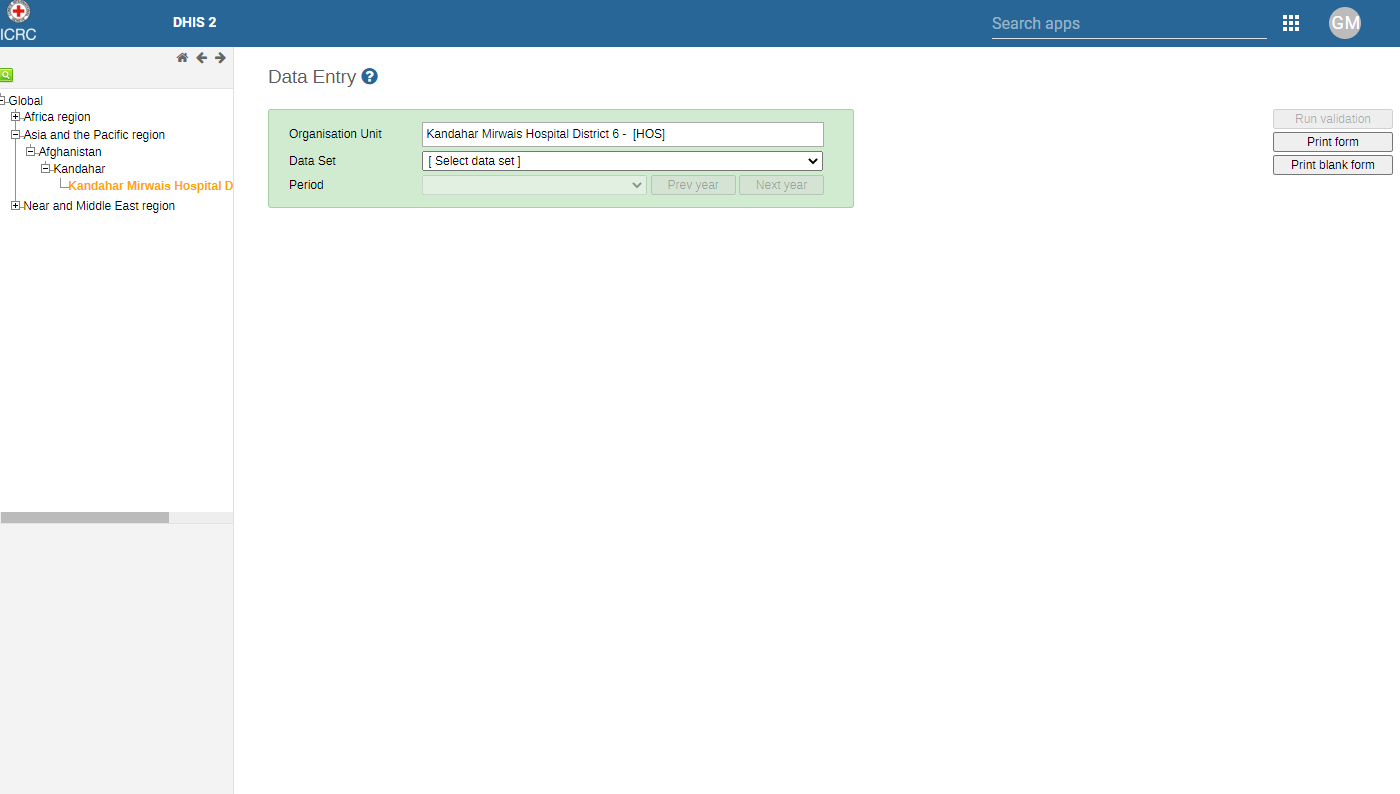 ICRC
DHIS 2
Search apps
GM
Global
Africa region
Asia and the Pacific region
Afghanistan
Kandahar
Kandahar Mirwais Hospital D
Near and Middle East region
Data Entry ?
Organisation Unit
Kandahar Mirwais Hospital District 6 -  [HOS]
Data Set
[ Select data set ]
Period
Prev year
Next year
Run validation
Print form
Print blank form